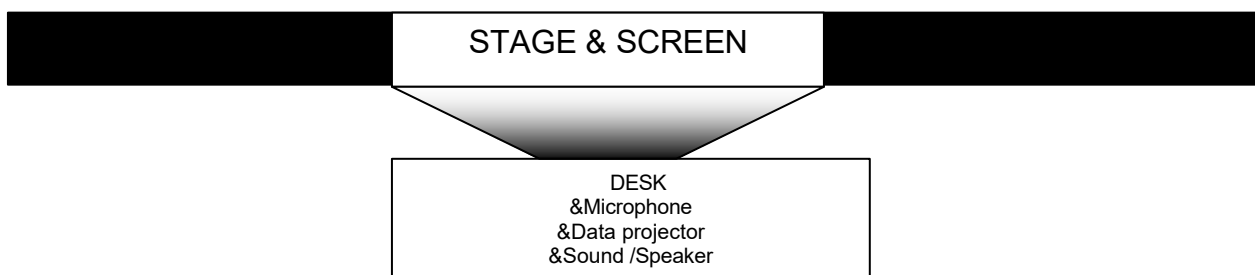 STAGE & SCREEN
DESK
&Microphone
&Data projector
&Sound /Speaker